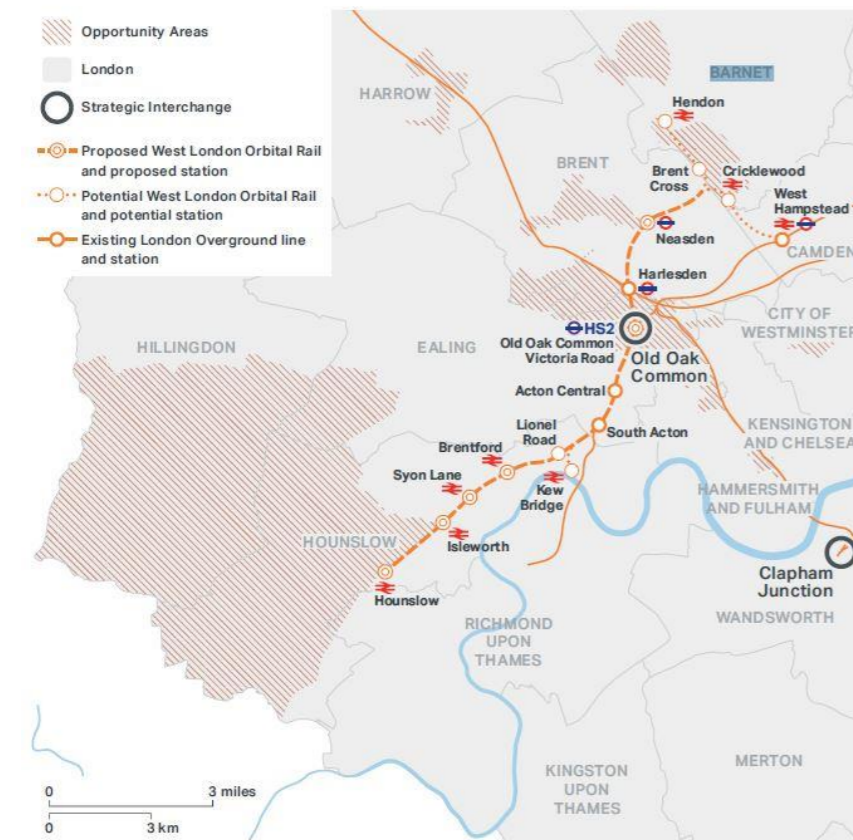 Opportunity Areas
London
Strategic Interchange
Proposed West London Orbital Rail
and proposed station
Potential West London Orbital Rail
and potential station
Existing London Overground line
and station
BARNET
HARROW
Hendon
BRENT
Brent
Cross
Cricklewood
West
Hampstead
Neasden
CAMDEN
Harlesden
CITY OF
WESTMINSTER
HS2
Old Oak Common
Victoria Road
Old Oak
Common
HILLINGDON
EALING
Acton Central
Lionel
Road
South Acton
KENSINGTON
AND CHELSEA
Brentford
Syon Lane
Kew
Bridge
HAMMERSMITH
AND FULHAM
HOUNSLOW
Isleworth
Clapham
Junction
Hounslow
WANDSWORTH
RICHMOND
UPON
THAMES
MERTON
KINGSTON
UPON
THAMES
0 3 miles
0 3 km